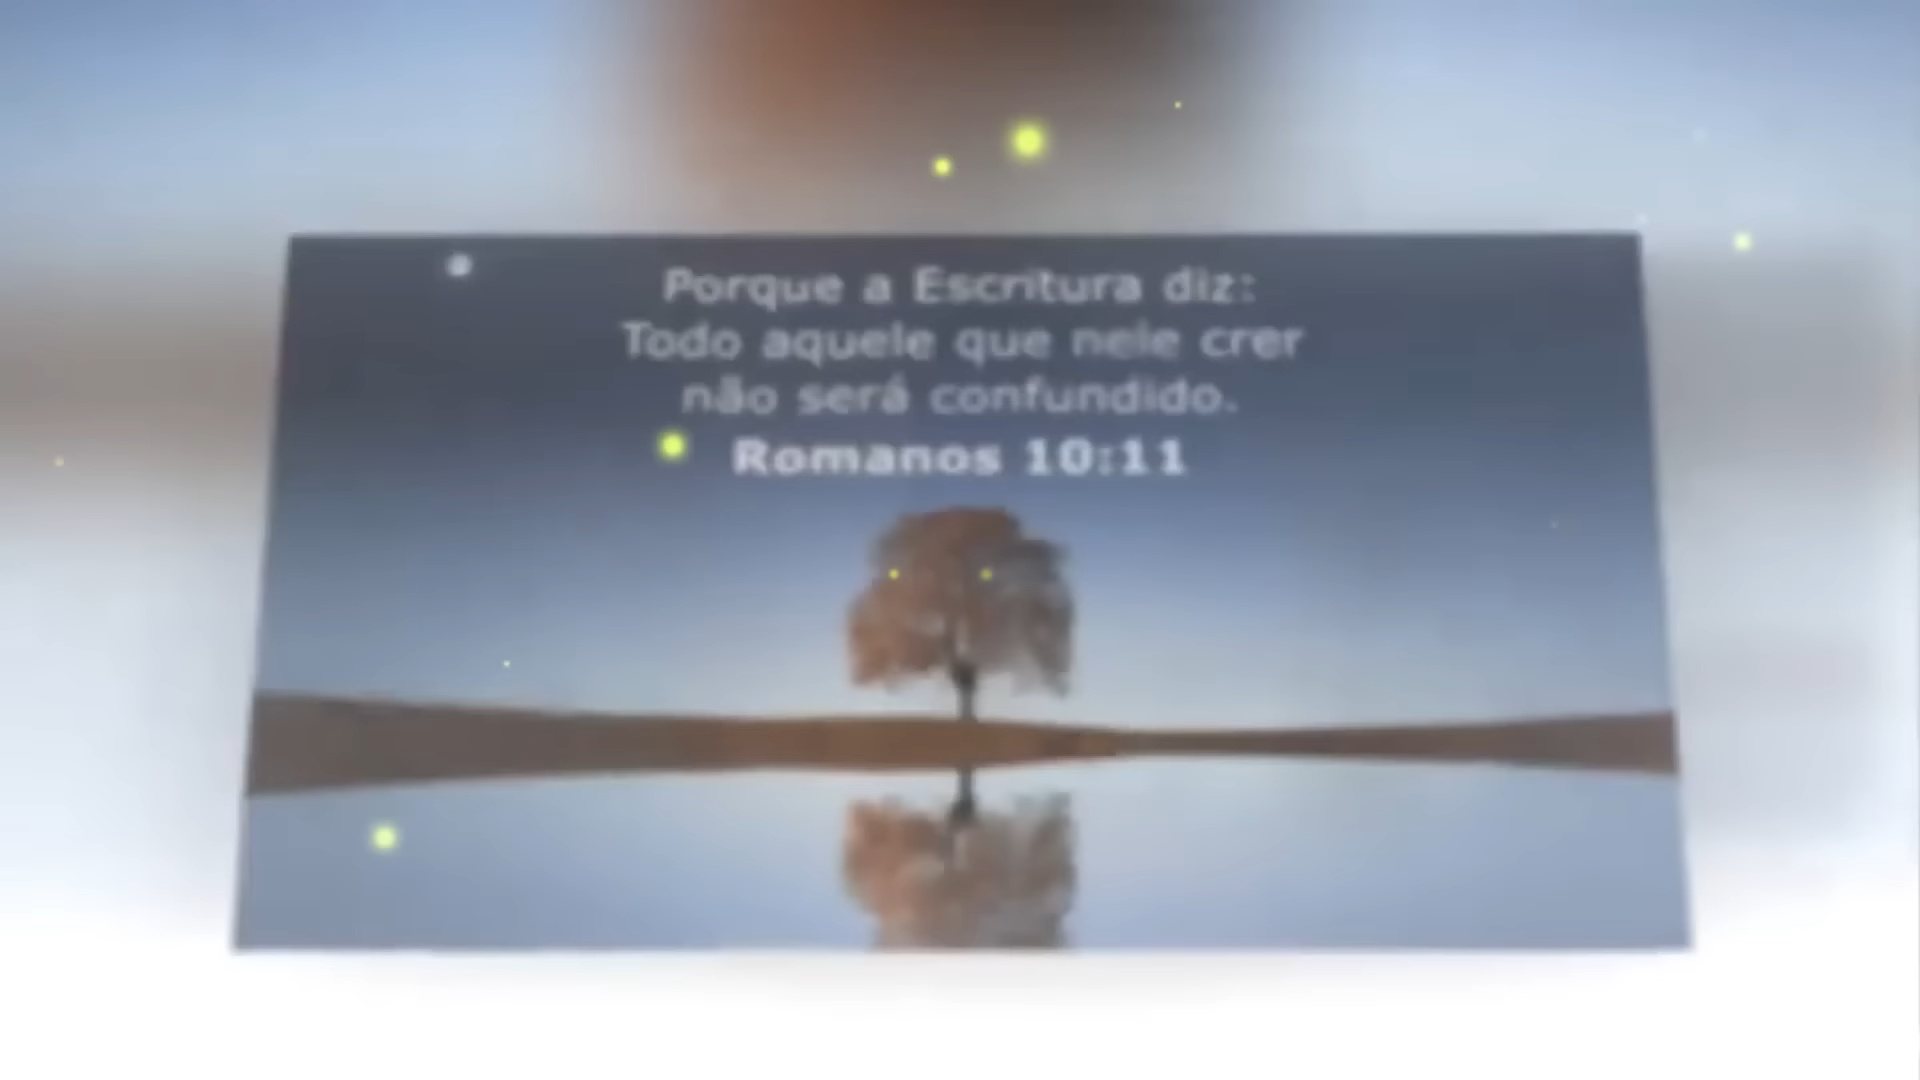 Porque a Escritura diz:
Todo aquele que nele crer
não será confundido.
Romanos 10:11